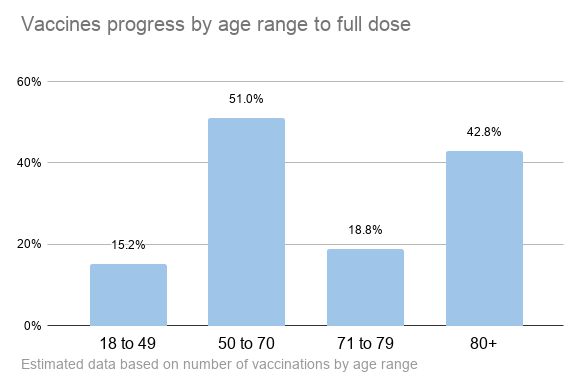 Vaccines progress by age range to full dose
60%
51.0%
42.8%
40%
18.8%
20%
15.2%
0%
18 to 49
50 to 70
71 to 79
80+
Estimated data based on number of vaccinations by age range